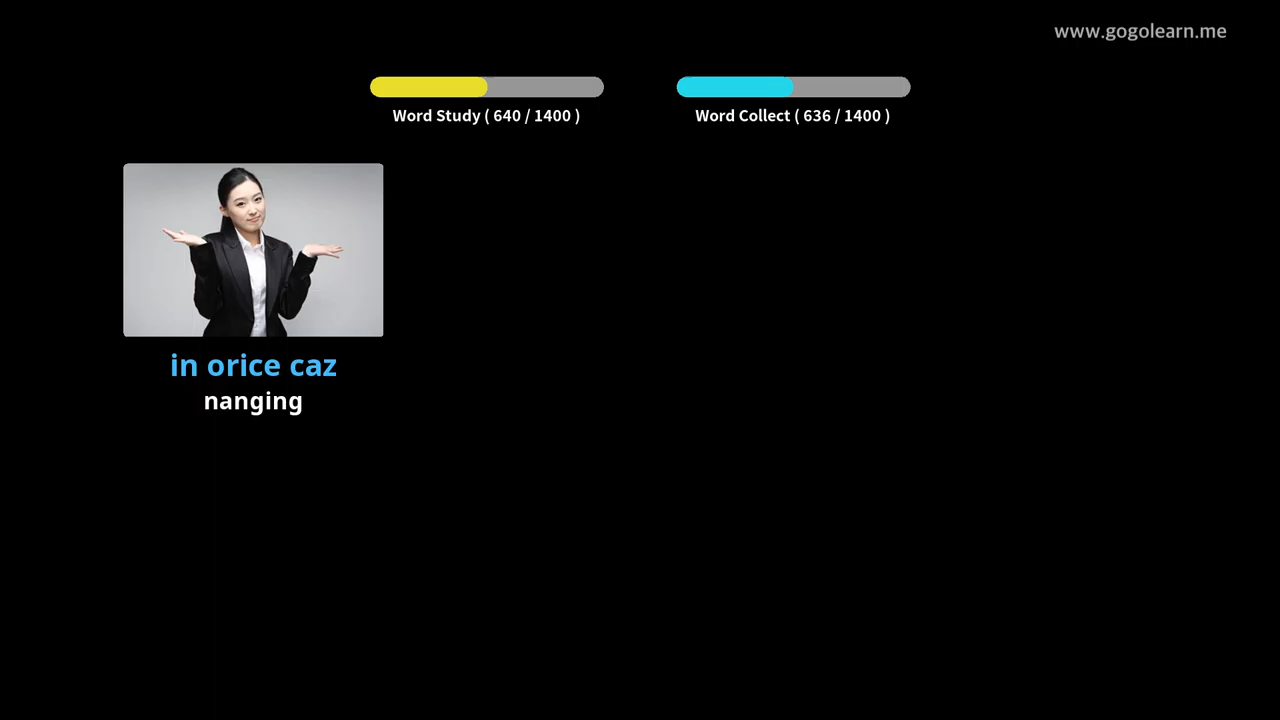 www.gogolearn.me
Word Study ( 640 / 1400 )
Word Collect ( 636 / 1400 )
in orice caz
nanging